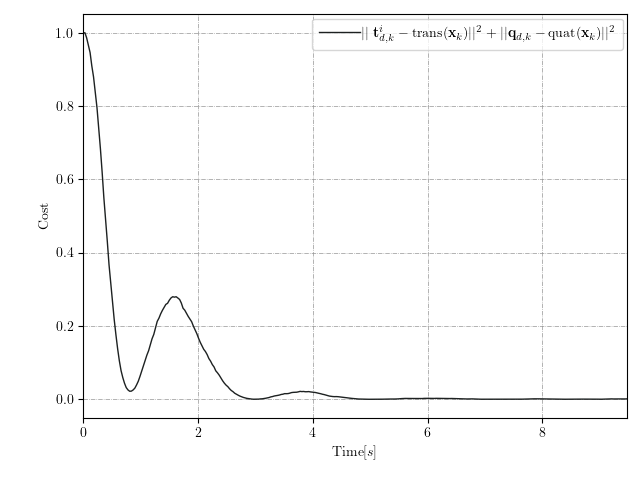 || t^i_{d,k} − trans(x_k)||^2 + ||q_{d,k} − quat(x_k)||^2
1.0
0.8
0.6
0.4
0.2
0.0
Cost
0 2 4 6 8
Time[s]